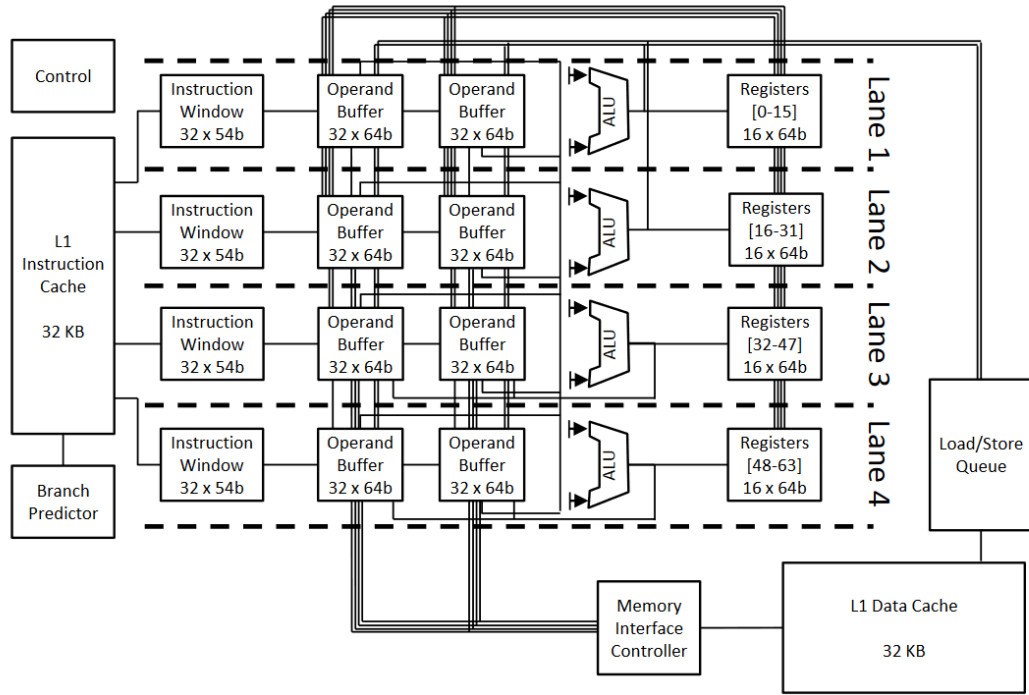 Control
Instruction
Window
32 x 54b
Operand
Buffer
32 x 64b
Operand
Buffer
32 x 64b
ALU
Registers
[0-15]
16 x 64b
Lane 1
L1
Instruction
Cache
32 KB
Instruction
Window
32 x 54b
Operand
Buffer
32 x 64b
Operand
Buffer
32 x 64b
ALU
Registers
[16-31]
16 x 64b
Lane 2
Instruction
Window
32 x 54b
Operand
Buffer
32 x 64b
Operand
Buffer
32 x 64b
ALU
Registers
[32-47]
16 x 64b
Lane 3
Instruction
Window
32 x 54b
Operand
Buffer
32 x 64b
Operand
Buffer
32 x 64b
ALU
Registers
[48-63]
16 x 64b
Lane 4
Branch
Predictor
Load/Store
Queue
Memory
Interface
Controller
L1 Data Cache
32 KB